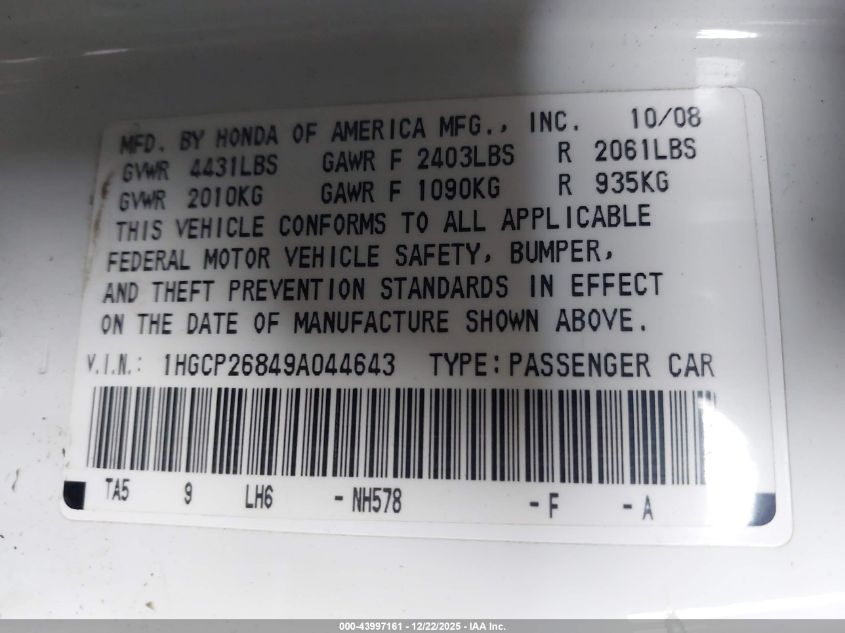 MFD. BY HONDA OF AMERICA MFG., INC. 10/08
GVWR 4431LBS GAWR F 2403LBS R 2061LBS
GVWR 2010KG GAWR F 1090KG R 935KG
THIS VEHICLE CONFORMS TO ALL APPLICABLE
FEDERAL MOTOR VEHICLE SAFETY, BUMPER,
AND THEFT PREVENTION STANDARDS IN EFFECT
ON THE DATE OF MANUFACTURE SHOWN ABOVE.
V.I.N.: 1HGCP26849A044643 TYPE: PASSENGER CAR
TA5 9 LH6 -NH578 -F -A
000-43997161 - 12/22/2025 - IAA Inc.